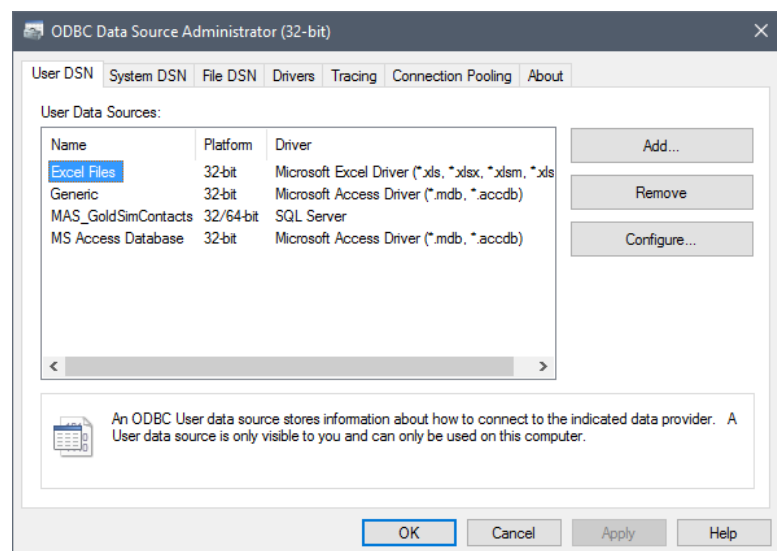 ODBC Data Source Administrator (32-bit)
User DSN System DSN File DSN Drivers Tracing Connection Pooling About
User Data Sources:
Name Platform Driver
Excel Files 32-bit Microsoft Excel Driver (*.xls, *.xlsx, *.xlsm, *.xls
Generic 32-bit Microsoft Access Driver (*.mdb, *.accdb)
MAS_GoldSimContacts 32/64-bit SQL Server
MS Access Database 32-bit Microsoft Access Driver (*.mdb, *.accdb)
Add...
Remove
Configure...
An ODBC User data source stores information about how to connect to the indicated data provider. A
User data source is only visible to you and can only be used on this computer.
OK Cancel Apply Help